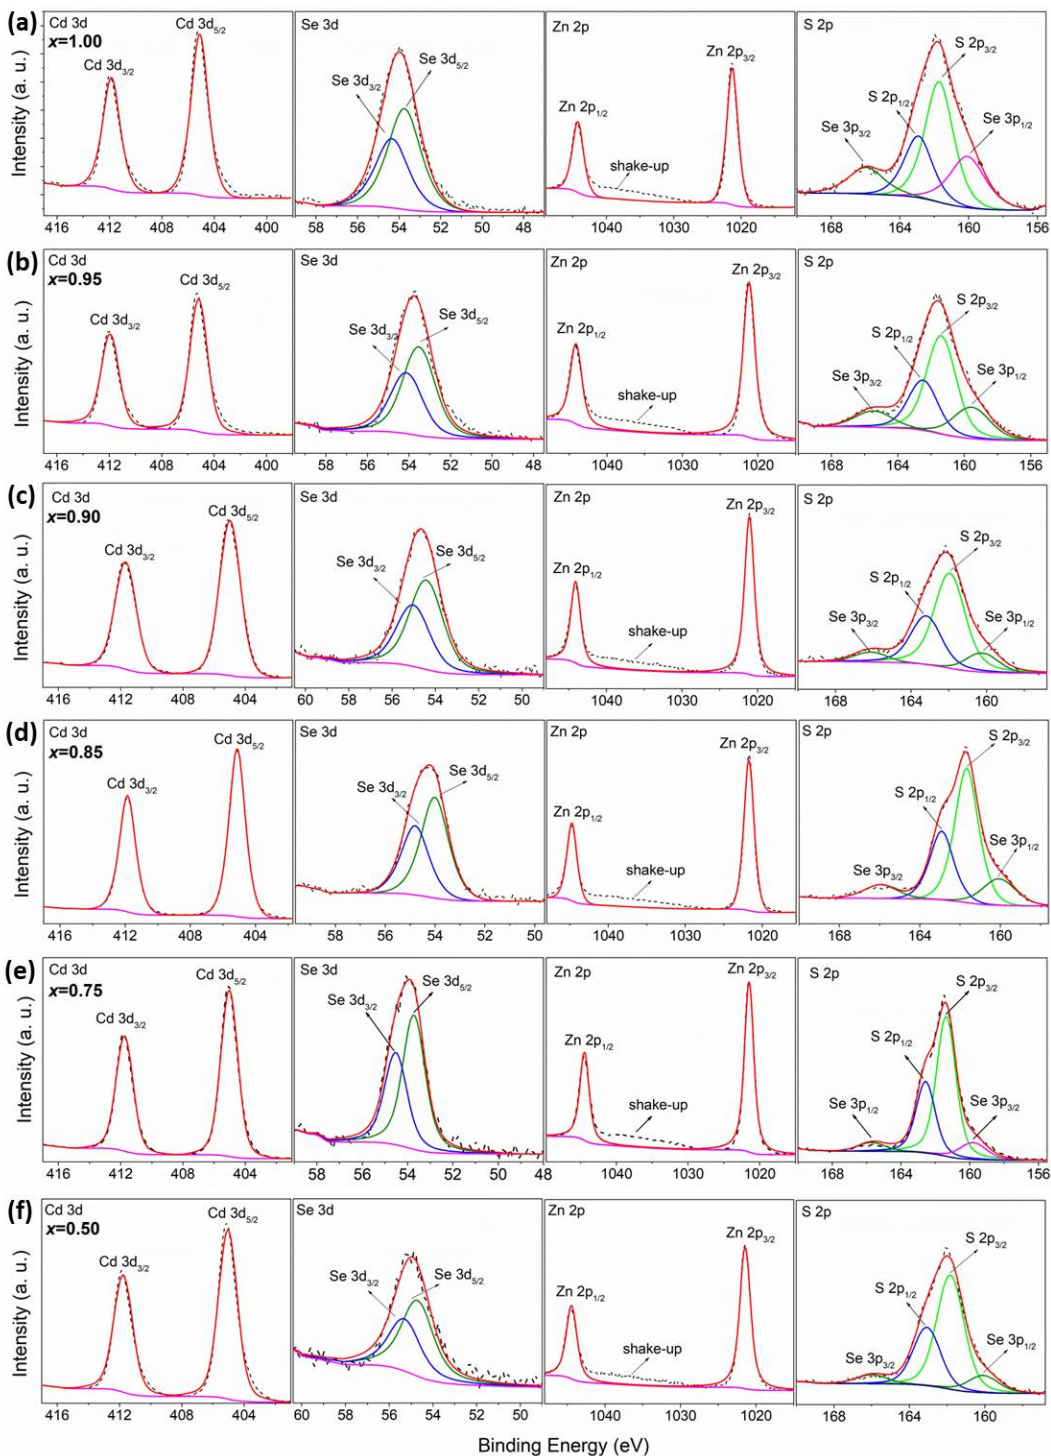 (a)
Cd 3d
x=1.00
Cd 3d3/2
Cd 3d5/2
Se 3d
Se 3d3/2
Se 3d5/2
Zn 2p
Zn 2p1/2
Zn 2p3/2
shake-up
S 2p
S 2p3/2
S 2p1/2
Se 3p3/2
Se 3p1/2
Intensity (a. u.)
416 412 408 404 400
58 56 54 52 50 48
1040 1030 1020
168 164 160 156
(b)
Cd 3d
x=0.95
Cd 3d3/2
Cd 3d5/2
Se 3d
Se 3d3/2
Se 3d5/2
Zn 2p
Zn 2p1/2
Zn 2p3/2
shake-up
S 2p
S 2p3/2
S 2p1/2
Se 3p3/2
Se 3p1/2
Intensity (a. u.)
416 412 408 404 400
58 56 54 52 50 48
1040 1030 1020
168 164 160 156
(c)
Cd 3d
x=0.90
Cd 3d3/2
Cd 3d5/2
Se 3d
Se 3d3/2
Se 3d5/2
Zn 2p
Zn 2p1/2
Zn 2p3/2
shake-up
S 2p
S 2p3/2
S 2p1/2
Se 3p3/2
Se 3p1/2
Intensity (a. u.)
416 412 408 404
60 58 56 54 52 50
1040 1030 1020
168 164 160
(d)
Cd 3d
x=0.85
Cd 3d3/2
Cd 3d5/2
Se 3d
Se 3d3/2
Se 3d5/2
Zn 2p
Zn 2p1/2
Zn 2p3/2
shake-up
S 2p
S 2p3/2
S 2p1/2
Se 3p3/2
Se 3p1/2
Intensity (a. u.)
416 412 408 404
58 56 54 52 50
1040 1030 1020
168 164 160
(e)
Cd 3d
x=0.75
Cd 3d3/2
Cd 3d5/2
Se 3d
Se 3d3/2
Se 3d5/2
Zn 2p
Zn 2p1/2
Zn 2p3/2
shake-up
S 2p
S 2p3/2
S 2p1/2
Se 3p1/2
Se 3p3/2
Intensity (a. u.)
416 412 408 404
58 56 54 52 50 48
1040 1030 1020
168 164 160 156
(f)
Cd 3d
x=0.50
Cd 3d3/2
Cd 3d5/2
Se 3d
Se 3d3/2
Se 3d5/2
Zn 2p
Zn 2p1/2
Zn 2p3/2
shake-up
S 2p
S 2p3/2
S 2p1/2
Se 3p3/2
Se 3p1/2
Intensity (a. u.)
416 412 408 404
60 58 56 54 52 50
1040 1030 1020
168 164 160
Binding Energy (eV)